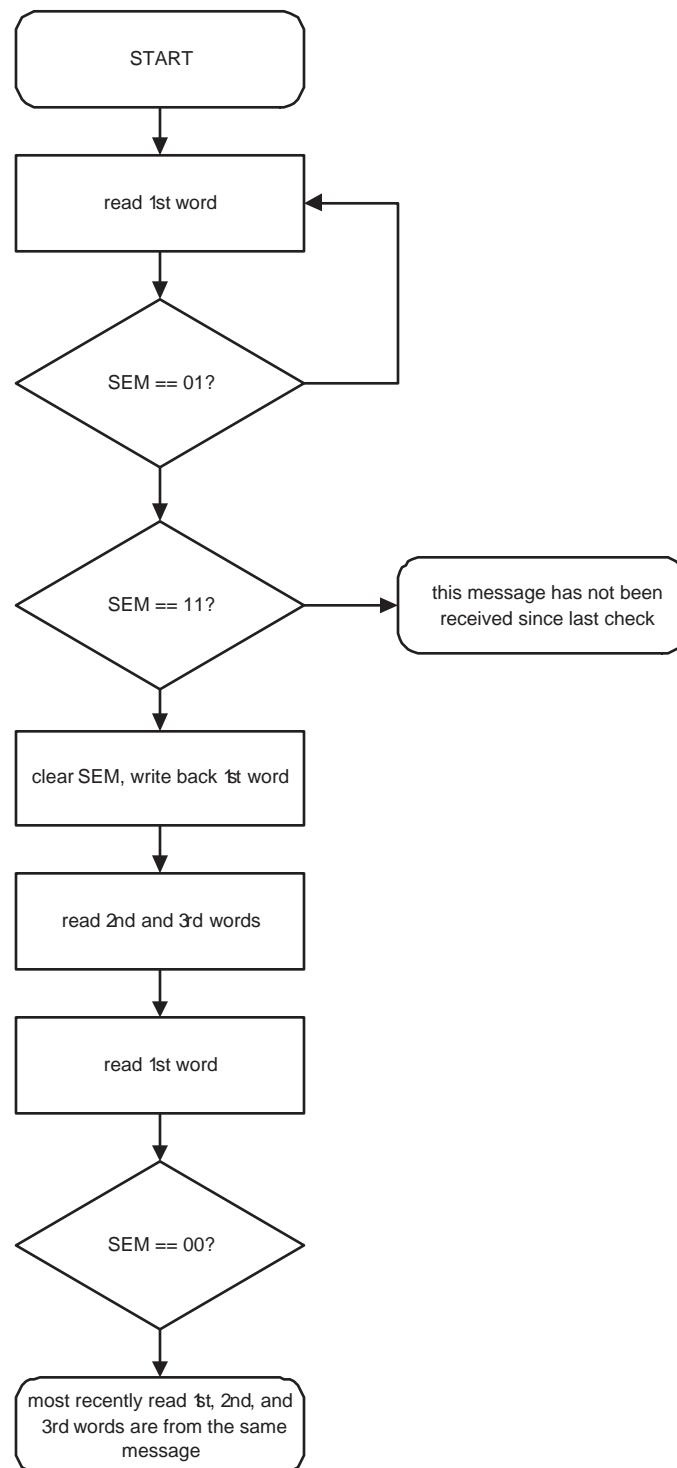 START
read 1st word
SEM == 01?
SEM == 11?
this message has not been
received since last check
clear SEM, write back 1st word
read 2nd and 3rd words
read 1st word
SEM == 00?
most recently read 1st, 2nd, and
3rd words are from the same
message